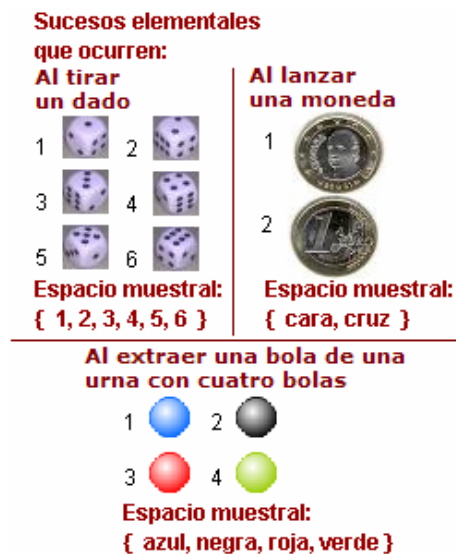 Sucesos elementales
que ocurren:
Al tirar
un dado
1 2
3 4
5 6
Espacio muestral:
{ 1, 2, 3, 4, 5, 6 }
Al lanzar
una moneda
1
2
Espacio muestral:
{ cara, cruz }
Al extraer una bola de una
urna con cuatro bolas
1 2
3 4
Espacio muestral:
{ azul, negra, roja, verde }